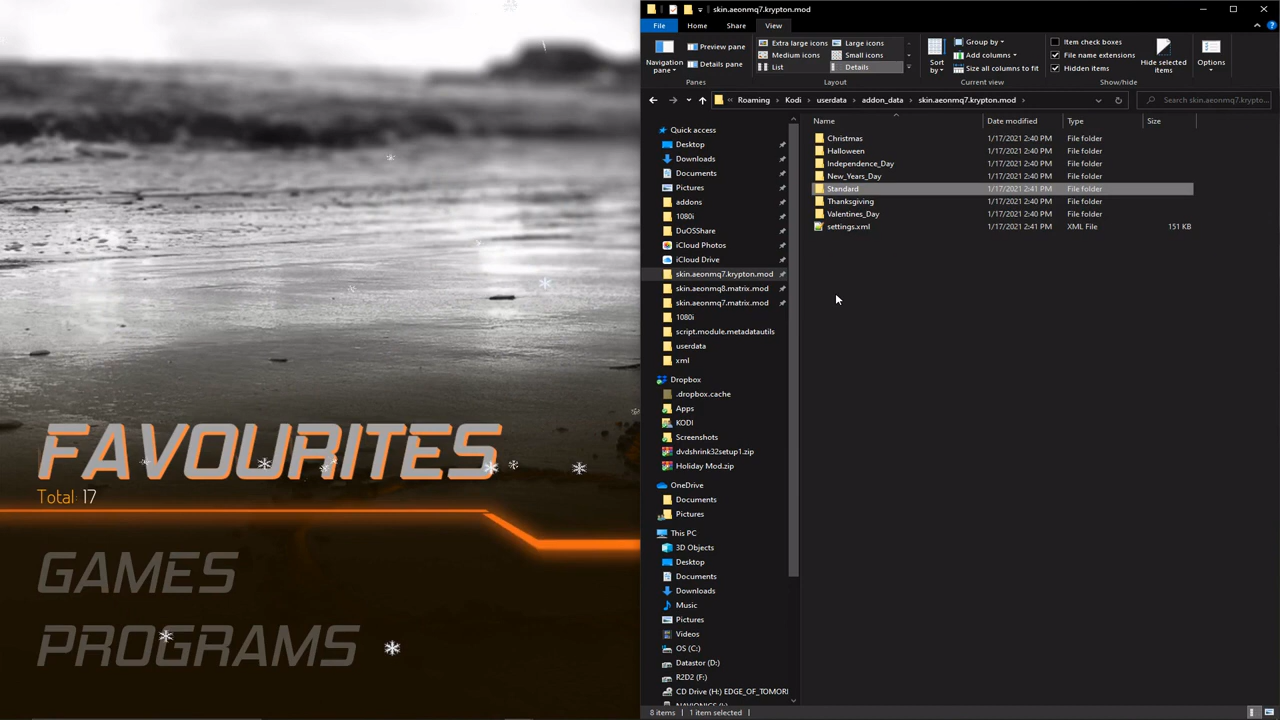 FAVOURITES
Total: 17
GAMES
PROGRAMS
skin.aeonmq7.krypton.mod
File Home Share View
Navigation pane
Preview pane
Details pane
Panes
Extra large icons Large icons
Medium icons Small icons
List Details
Layout
Sort by
Group by
Add columns
Size all columns to fit
Current view
Item check boxes
File name extensions
Hidden items
Hide selected items
Show/hide
Options
Roaming Kodi userdata addon_data skin.aeonmq7.krypton.mod
Search skin.aeonmq7.krypto...
Quick access
Desktop
Downloads
Documents
Pictures
addons
1080i
DuOSShare
iCloud Photos
iCloud Drive
skin.aeonmq7.krypton.mod
skin.aeonmq8.matrix.mod
skin.aeonmq7.matrix.mod
1080i
script.module.metadatautils
userdata
xml
Dropbox
.dropbox.cache
Apps
KODI
Screenshots
dvdshrink32setup1.zip
Holiday Mod.zip
OneDrive
Documents
Pictures
This PC
3D Objects
Desktop
Documents
Downloads
Music
Pictures
Videos
OS (C:)
Datastor (D:)
R2D2 (F:)
CD Drive (H:) EDGE_OF_TOMORI
Name Date modified Type Size
Christmas 1/17/2021 2:40 PM File folder
Halloween 1/17/2021 2:40 PM File folder
Independence_Day 1/17/2021 2:40 PM File folder
New_Years_Day 1/17/2021 2:40 PM File folder
Standard 1/17/2021 2:41 PM File folder
Thanksgiving 1/17/2021 2:40 PM File folder
Valentines_Day 1/17/2021 2:40 PM File folder
settings.xml 1/17/2021 2:41 PM XML File 151 KB
8 items 1 item selected